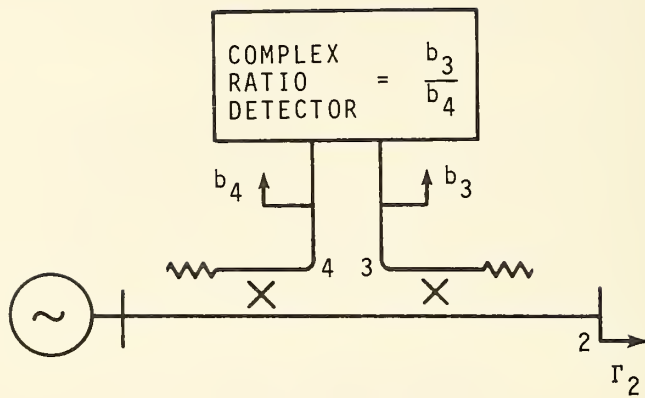 COMPLEX
RATIO = b3/b4
DETECTOR
b4 b3
4 3
~
2
Γ2